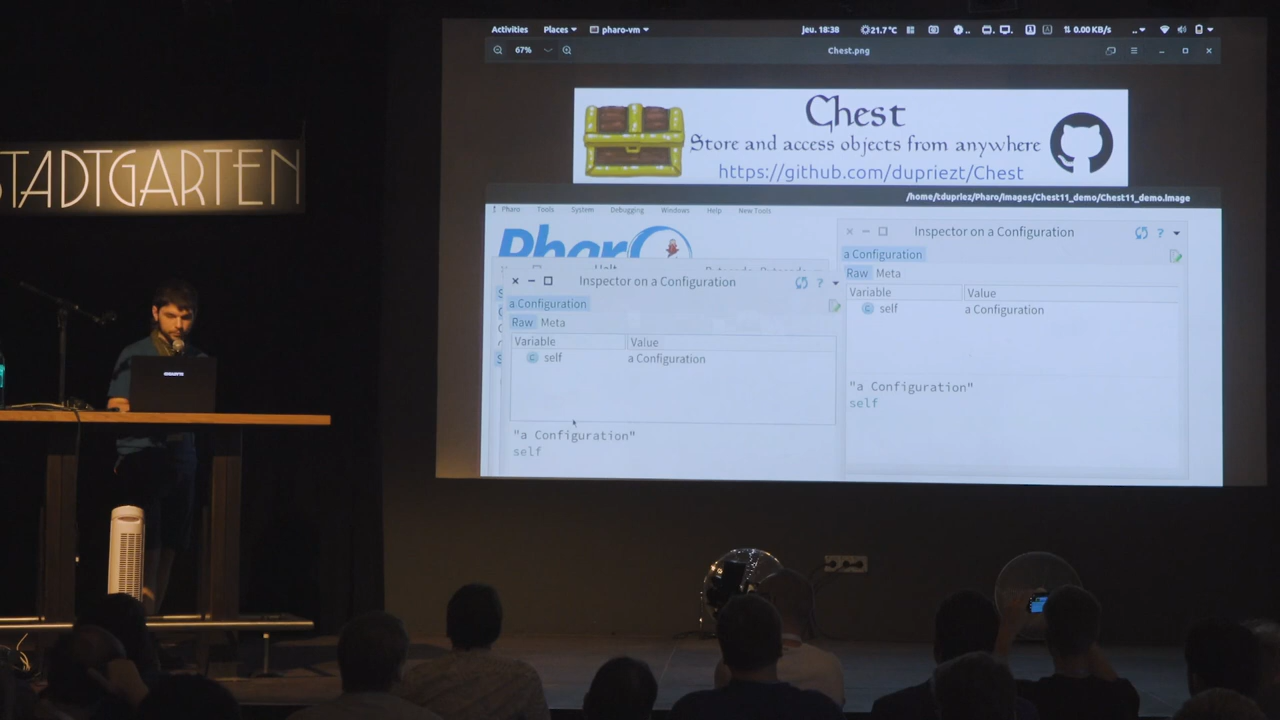 STADTGARTEN
Activities Places pharo-vm jeu. 18:38 21.7°C 0.00 KB/s
67% Chest.png
Chest
Store and access objects from anywhere
https://github.com/dupriezt/Chest
/home/tdupriez/Pharo/images/Chest11_demo/Chest11_demo.image
Pharo Tools System Debugging Windows Help New Tools
Pharo
Inspector on a Configuration ?
a Configuration
Raw Meta
Variable Value
self a Configuration
"a Configuration"
self
Inspector on a Configuration ?
a Configuration
Raw Meta
Variable Value
self a Configuration
"a Configuration"
self